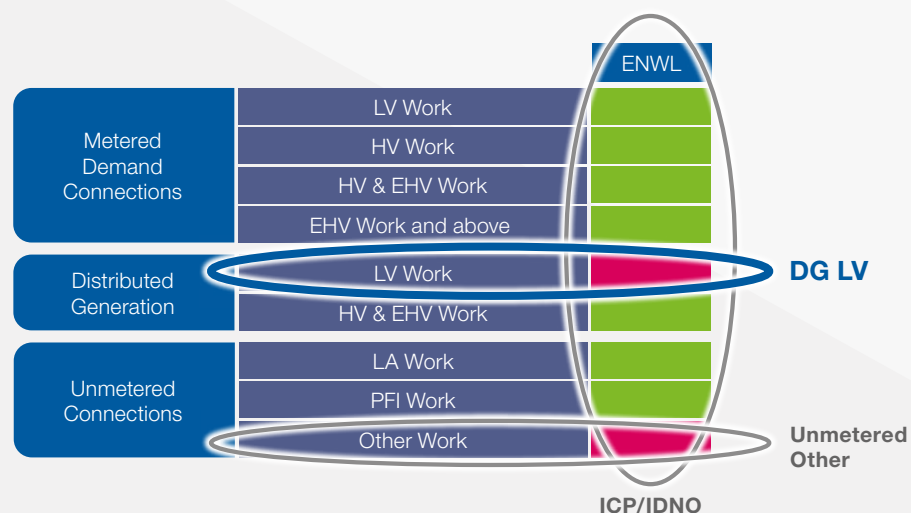 ENWL
Metered
Demand
Connections
LV Work
HV Work
HV & EHV Work
EHV Work and above
Distributed
Generation
LV Work
HV & EHV Work
DG LV
Unmetered
Connections
LA Work
PFI Work
Other Work
Unmetered
Other
ICP/IDNO